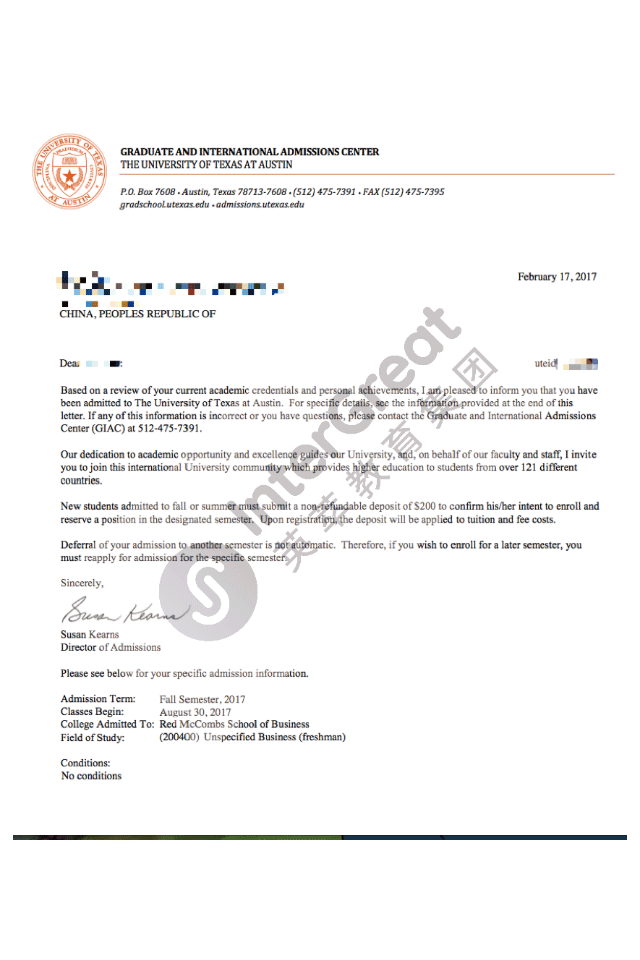 THE UNIVERSITY OF TEXAS
AT AUSTIN
GRADUATE AND INTERNATIONAL ADMISSIONS CENTER
THE UNIVERSITY OF TEXAS AT AUSTIN
P.O. Box 7608 • Austin, Texas 78713-7608 • (512) 475-7391 • FAX (512) 475-7395
gradschool.utexas.edu • admissions.utexas.edu
February 17, 2017
CHINA, PEOPLES REPUBLIC OF
Dear
uteid
Based on a review of your current academic credentials and personal achievements, I am pleased to inform you that you have
been admitted to The University of Texas at Austin. For specific details, see the information provided at the end of this
letter. If any of this information is incorrect or you have questions, please contact the Graduate and International Admissions
Center (GIAC) at 512-475-7391.
Our dedication to academic opportunity and excellence guides our University, and, on behalf of our faculty and staff, I invite
you to join this international University community which provides higher education to students from over 121 different
countries.
New students admitted to fall or summer must submit a non-refundable deposit of $200 to confirm his/her intent to enroll and
reserve a position in the designated semester. Upon registration, the deposit will be applied to tuition and fee costs.
Deferral of your admission to another semester is not automatic. Therefore, if you wish to enroll for a later semester, you
must reapply for admission for the specific semester.
Sincerely,
Susan Kearns
Susan Kearns
Director of Admissions
Please see below for your specific admission information.
Admission Term: Fall Semester, 2017
Classes Begin: August 30, 2017
College Admitted To: Red McCombs School of Business
Field of Study: (200400) Unspecified Business (freshman)
Conditions:
No conditions
InterGreat
英萃教育集团